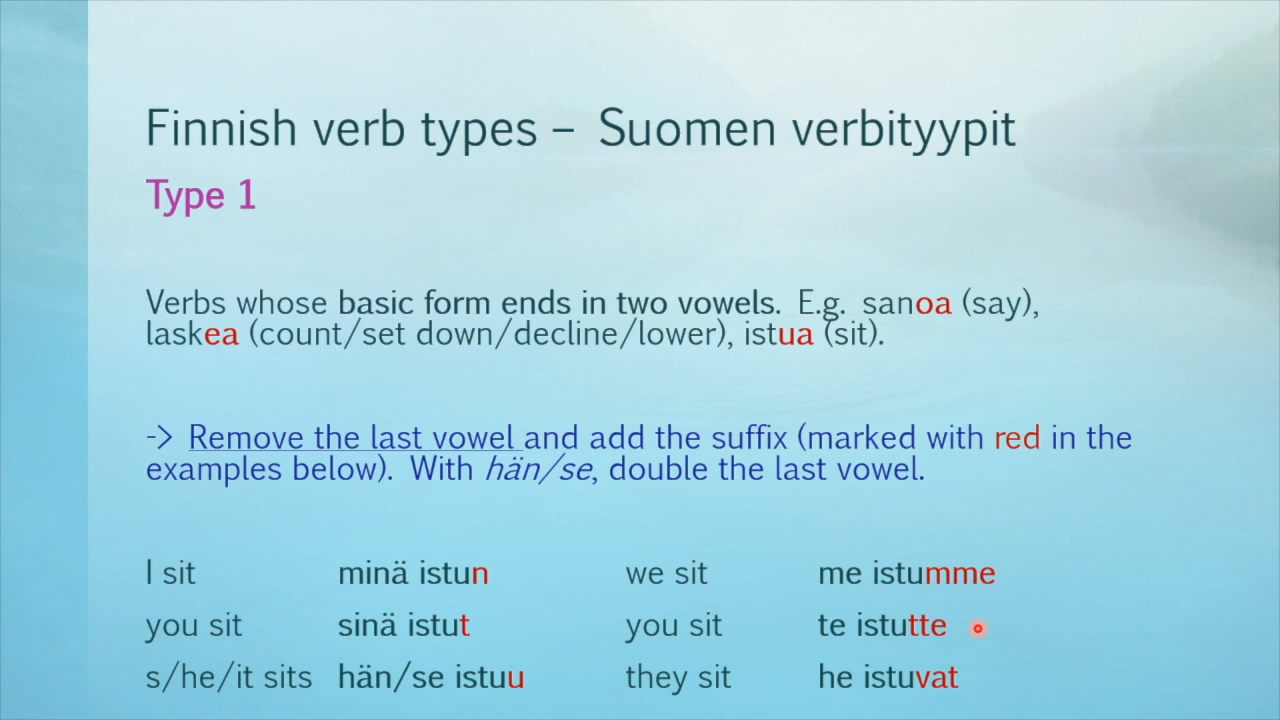 Finnish verb types – Suomen verbityypit
Type 1
Verbs whose basic form ends in two vowels. E.g. sanoa (say),
laskea (count/set down/decline/lower), istua (sit).
-> Remove the last vowel and add the suffix (marked with red in the
examples below). With hän/se, double the last vowel.
I sit minä istun we sit me istumme
you sit sinä istut you sit te istutte
s/he/it sits hän/se istuu they sit he istuvat